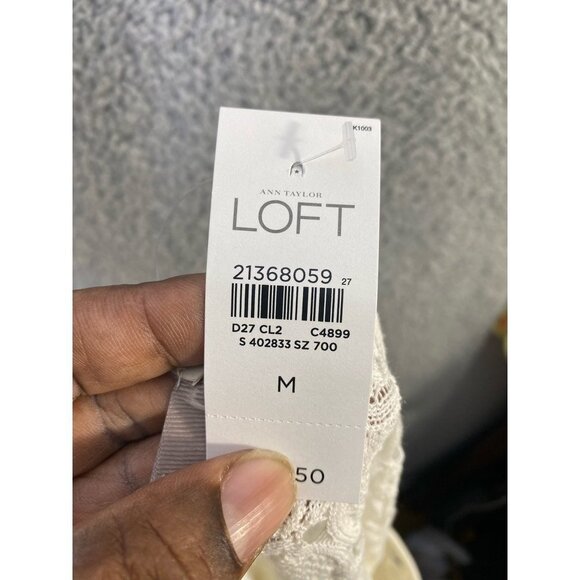 K1003
ANN TAYLOR
LOFT
21368059 27
D27 CL2 C4899
S 402833 SZ 700
M
50